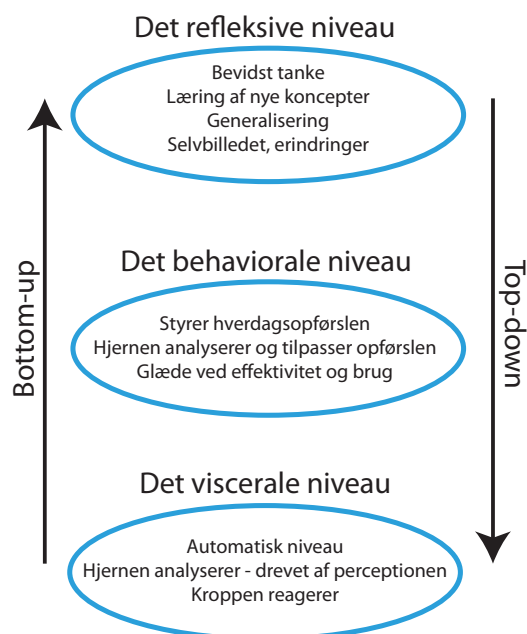 Det refleksive niveau
Bevidst tanke
Læring af nye koncepter
Generalisering
Selvbilledet, erindringer
Bottom-up
Top-down
Det behaviorale niveau
Styrer hverdagsopførslen
Hjernen analyserer og tilpasser opførslen
Glæde ved effektivitet og brug
Det viscerale niveau
Automatisk niveau
Hjernen analyserer - drevet af perceptionen
Kroppen reagerer